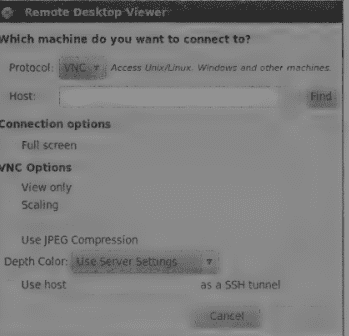 Remote Desktop Viewer
Which machine do you want to connect to?
Protocol: VNC Access Unix/Linux, Windows and other machines.
Host: Find
Connection options
Full screen
VNC Options
View only
Scaling
Use JPEG Compression
Depth Color: Use Server Settings
Use host as a SSH tunnel
Cancel